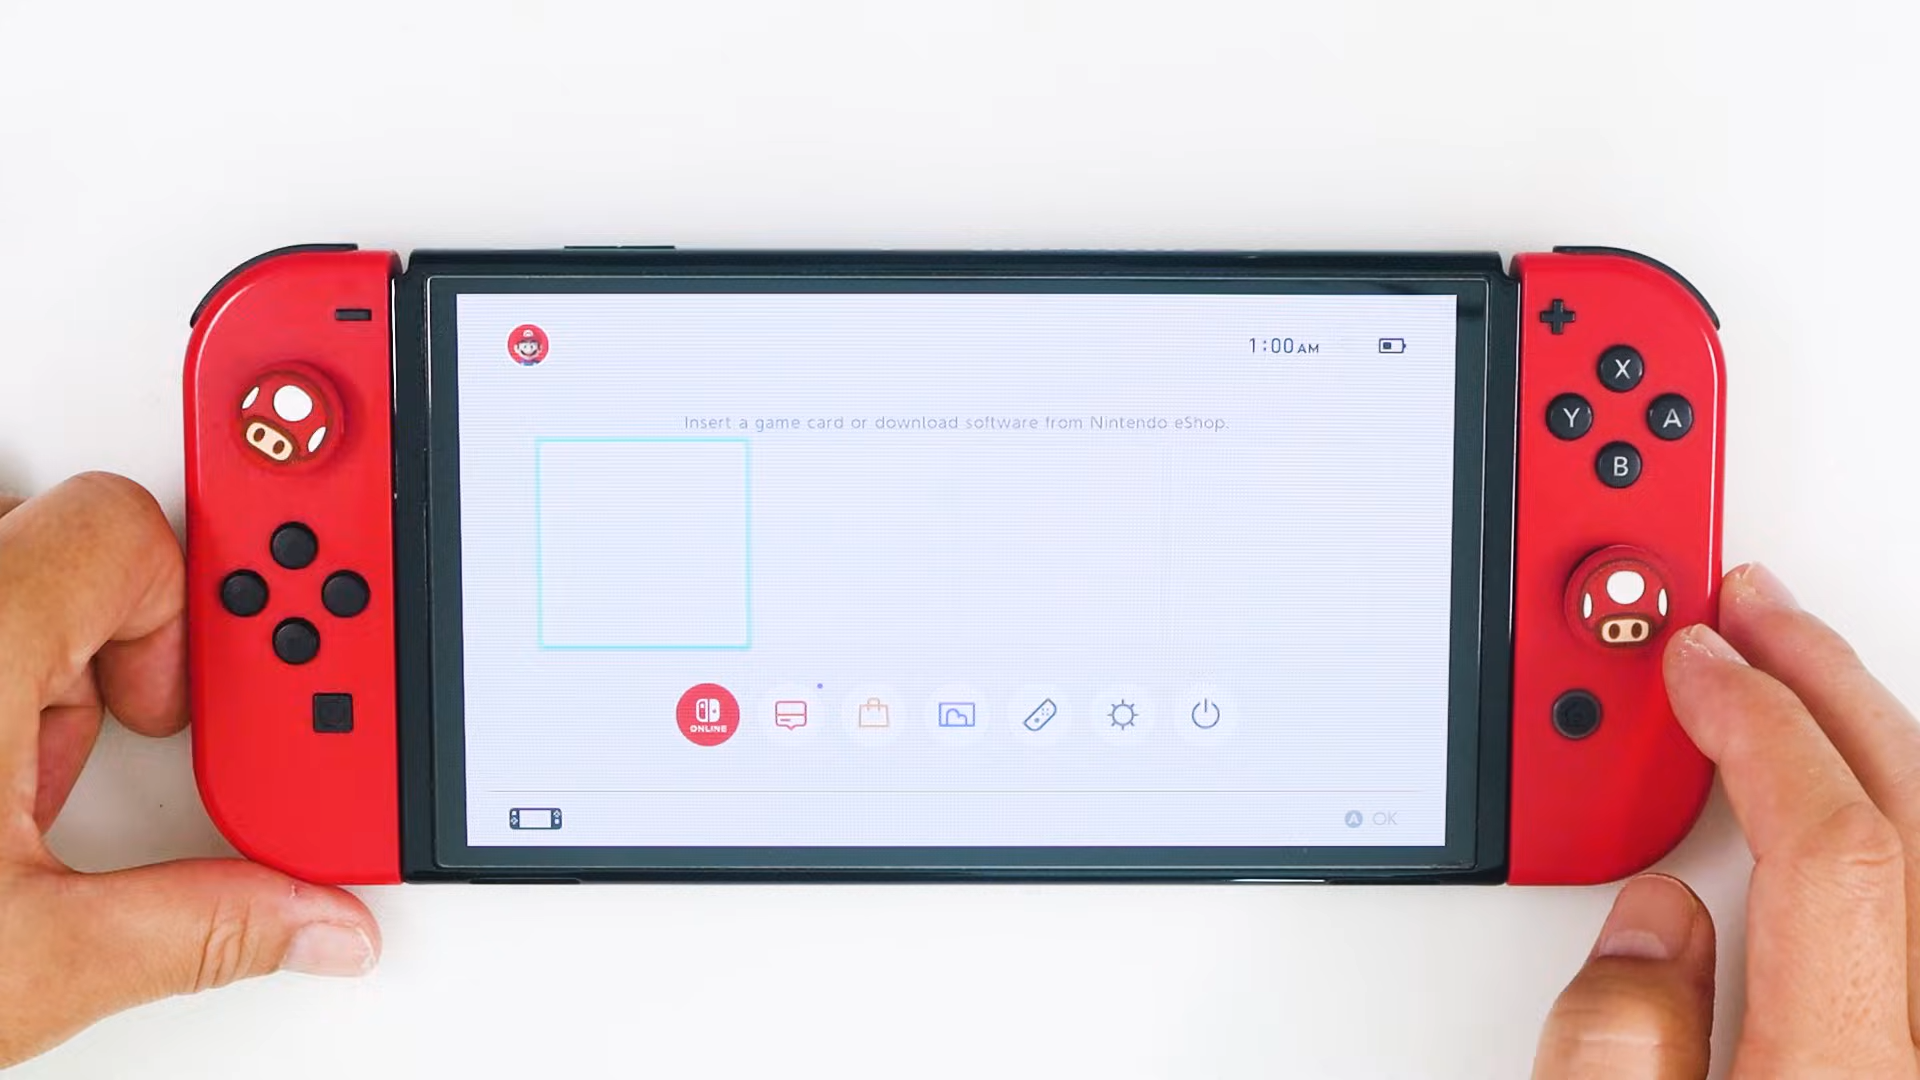 1:00 AM
Insert a game card or download software from Nintendo eShop.
ONLINE
A OK
X
Y
A
B